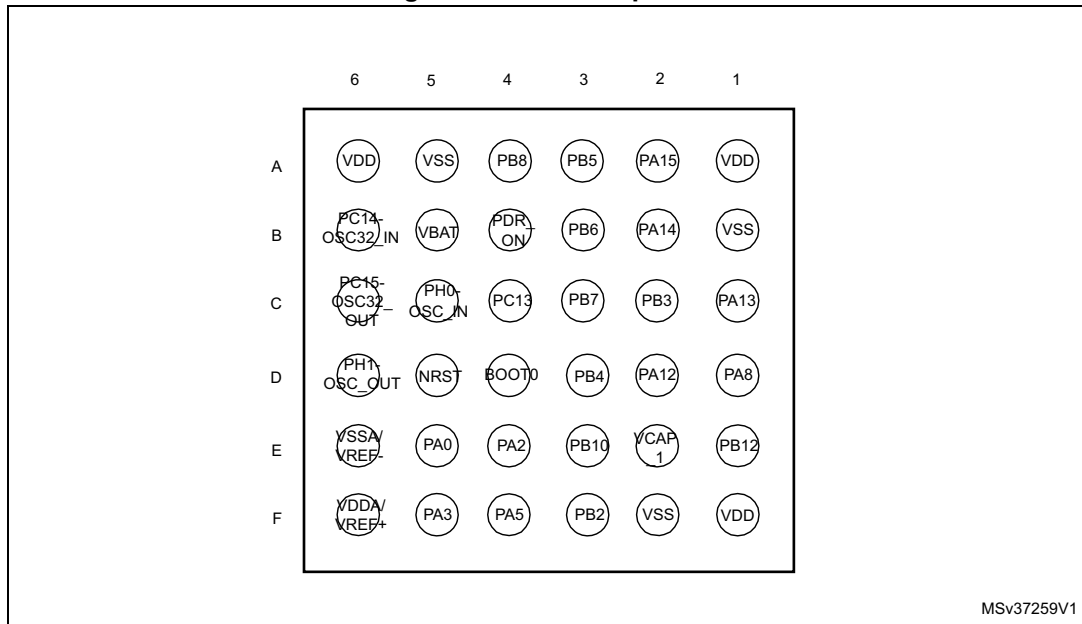 6 5 4 3 2 1
A VDD VSS PB8 PB5 PA15 VDD
B PC14-
OSC32_IN VBAT PDR_
ON PB6 PA14 VSS
C PC15-
OSC32_
OUT PH0-
OSC_IN PC13 PB7 PB3 PA13
D PH1-
OSC_OUT NRST BOOT0 PB4 PA12 PA8
E VSSA/
VREF- PA0 PA2 PB10 VCAP
_1 PB12
F VDDA/
VREF+ PA3 PA5 PB2 VSS VDD
MSv37259V1